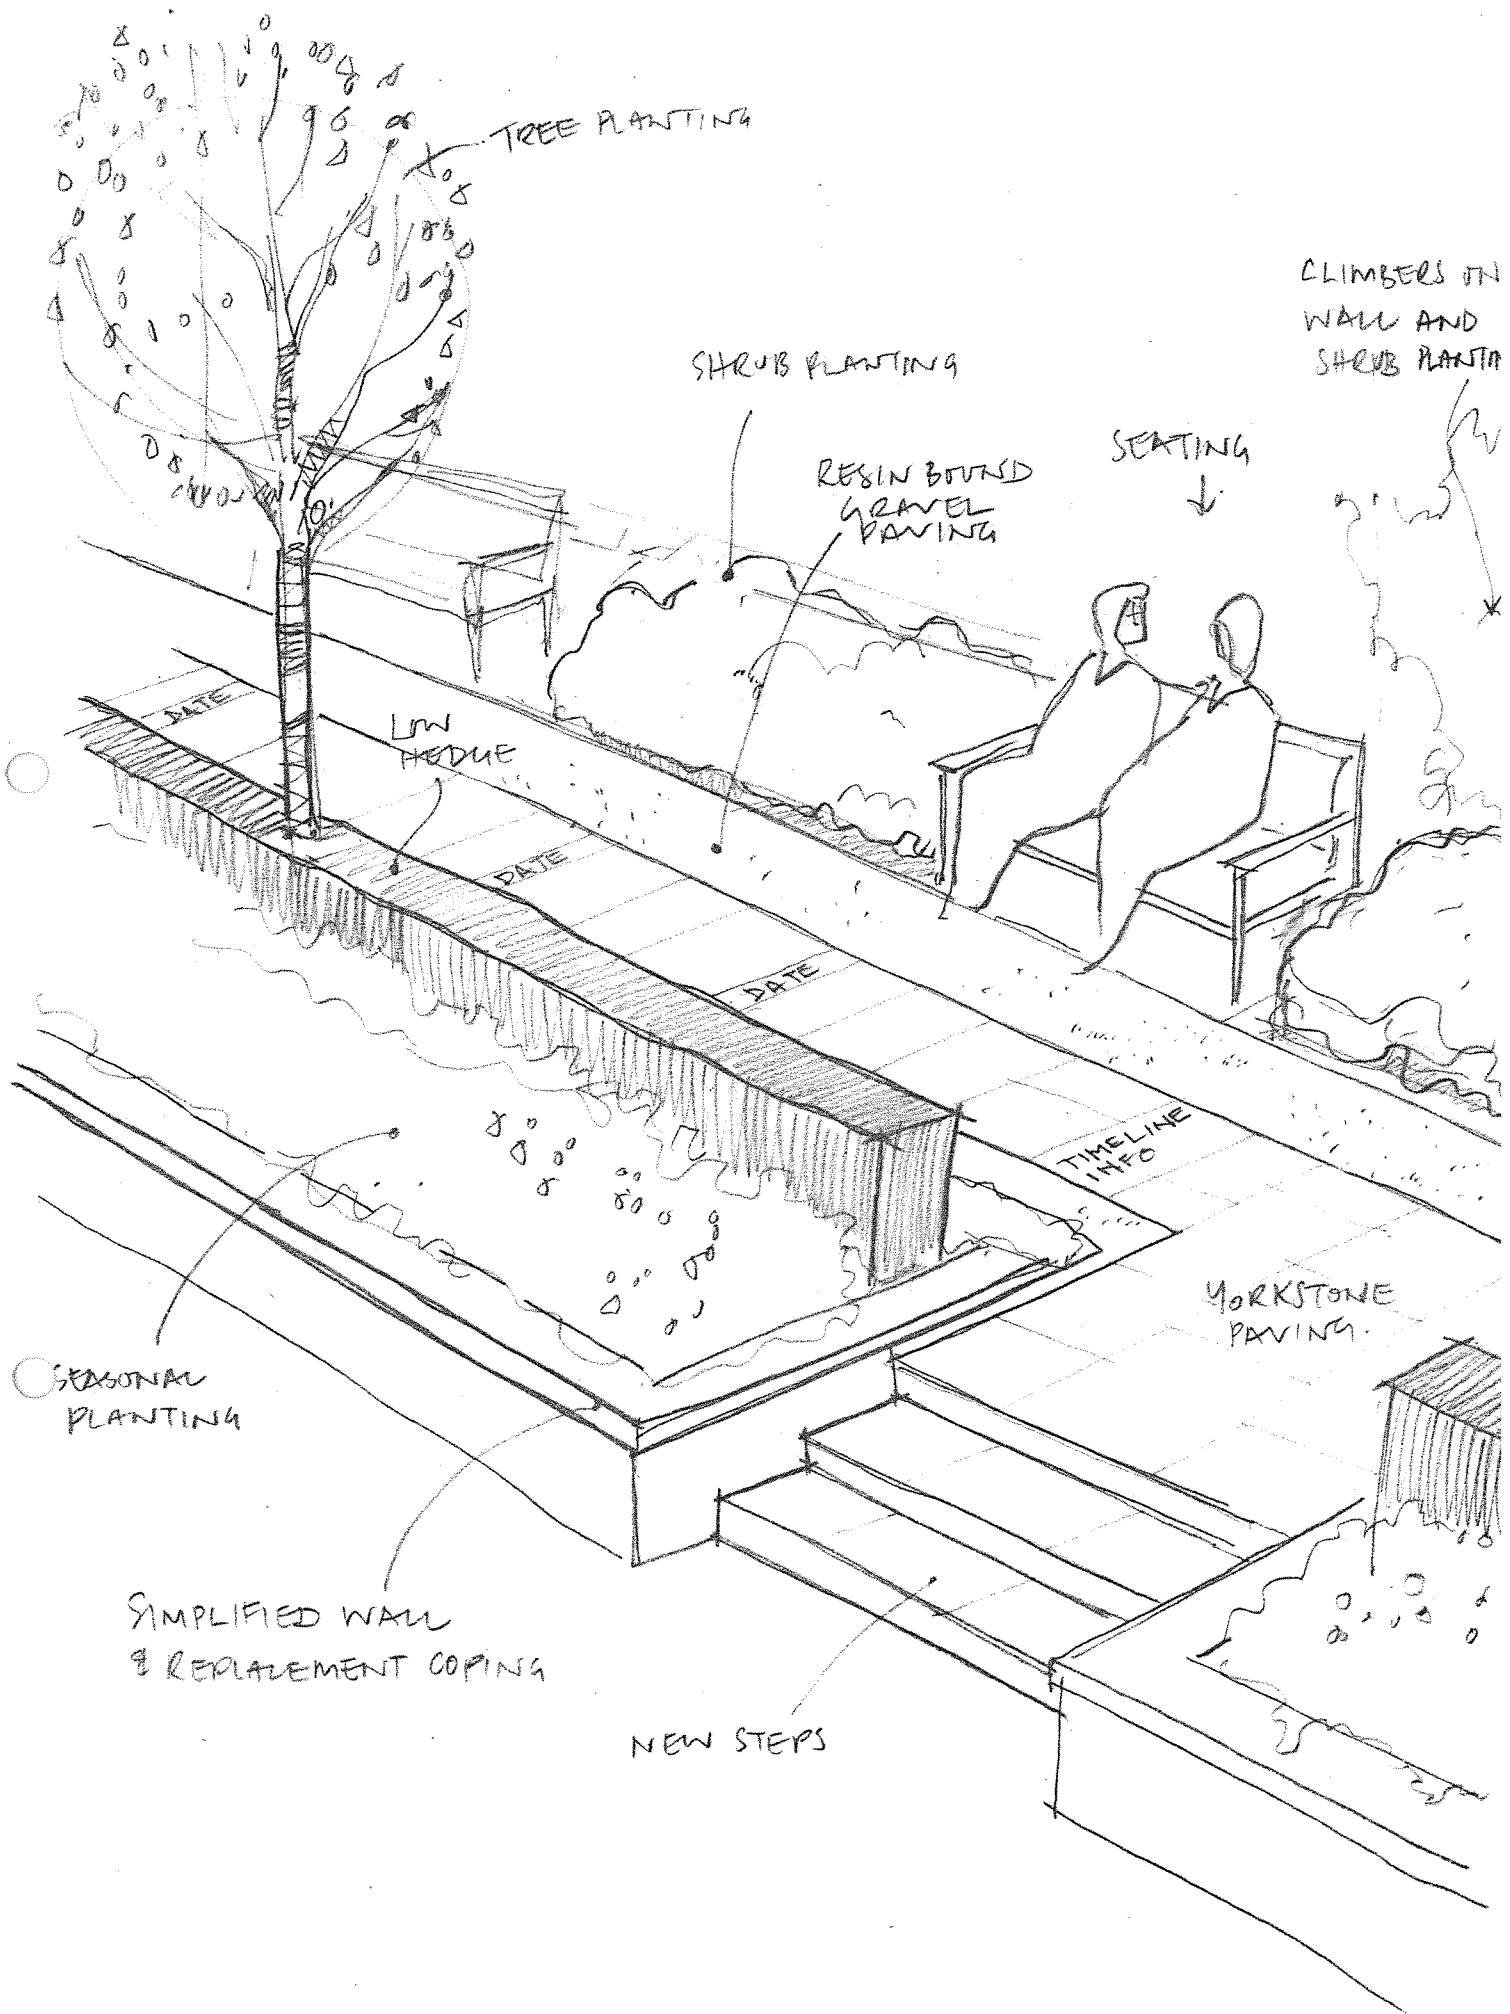 TREE PLANTING
CLIMBERS ON
WALL AND
SHRUB PLANTIN
SHRUB PLANTING
SEATING
RESIN BOUND
GRAVEL
PAVING
DATE
LOW
HEDGE
DATE
DATE
TIMELINE
INFO
YORKSTONE
PAVING.
SEASONAL
PLANTING
SIMPLIFIED WALL
& REPLACEMENT COPING
NEW STEPS